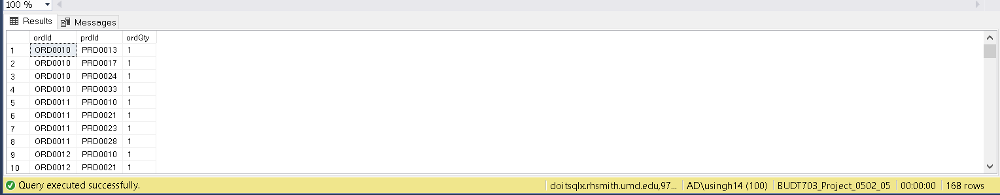 100 %
Results Messages
ordId prdId ordQty
1 ORD0010 PRD0013 1
2 ORD0010 PRD0017 1
3 ORD0010 PRD0024 1
4 ORD0010 PRD0033 1
5 ORD0011 PRD0010 1
6 ORD0011 PRD0021 1
7 ORD0011 PRD0023 1
8 ORD0011 PRD0028 1
9 ORD0012 PRD0010 1
10 ORD0012 PRD0021 1
Query executed successfully. doitsqlx.rhsmith.umd.edu,97... AD\usingh14 (100) BUDT703_Project_0502_05 00:00:00 168 rows